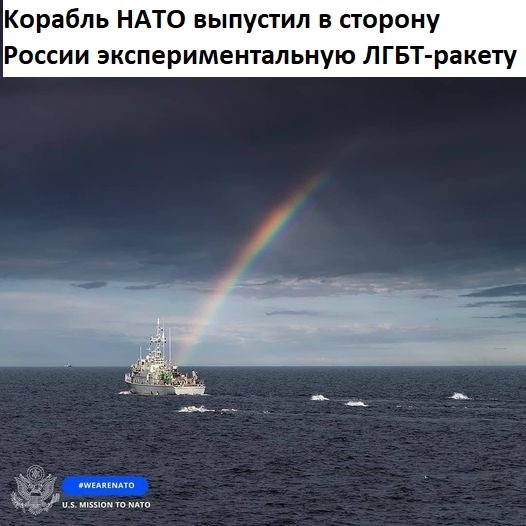 Корабль НАТО выпустил в сторону
России экспериментальную ЛГБТ-ракету
#WEARENATO
U.S. MISSION TO NATO